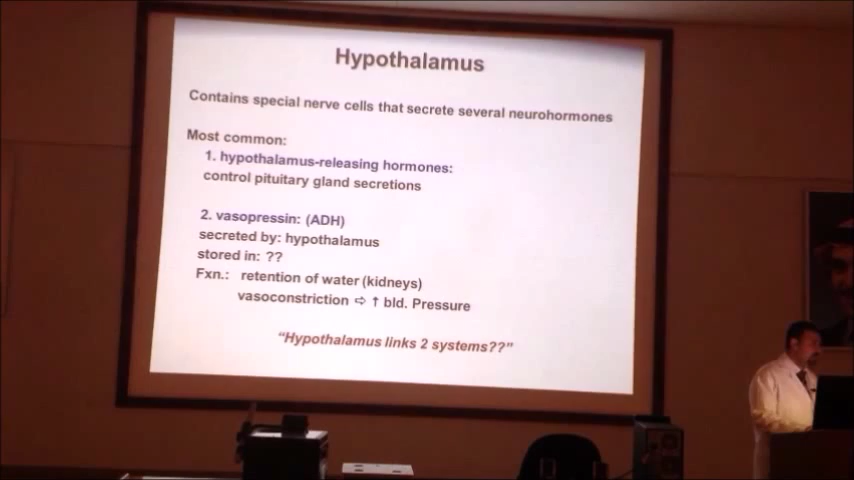 Hypothalamus
Contains special nerve cells that secrete several neurohormones
Most common:
1. hypothalamus-releasing hormones:
control pituitary gland secretions
2. vasopressin: (ADH)
secreted by: hypothalamus
stored in: ??
Fxn.: retention of water (kidneys)
vasoconstriction ⇨ ↑ bld. Pressure
“Hypothalamus links 2 systems??”